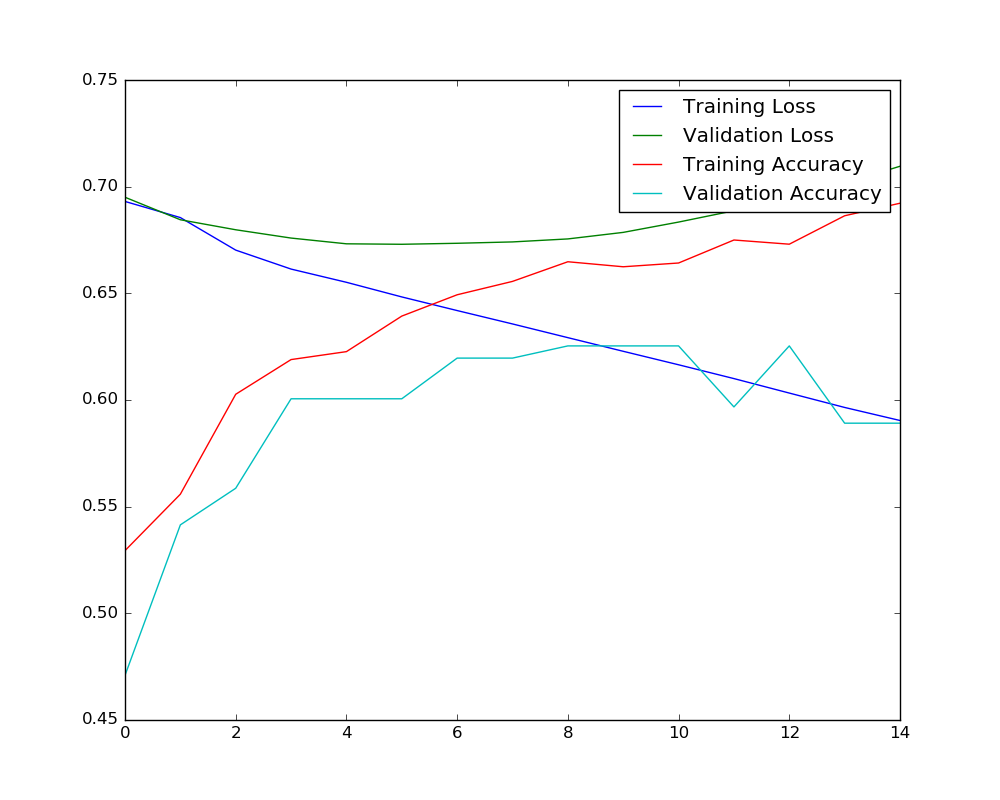 0.75
0.70
0.65
0.60
0.55
0.50
0.45
0 2 4 6 8 10 12 14
Training Loss
Validation Loss
Training Accuracy
Validation Accuracy